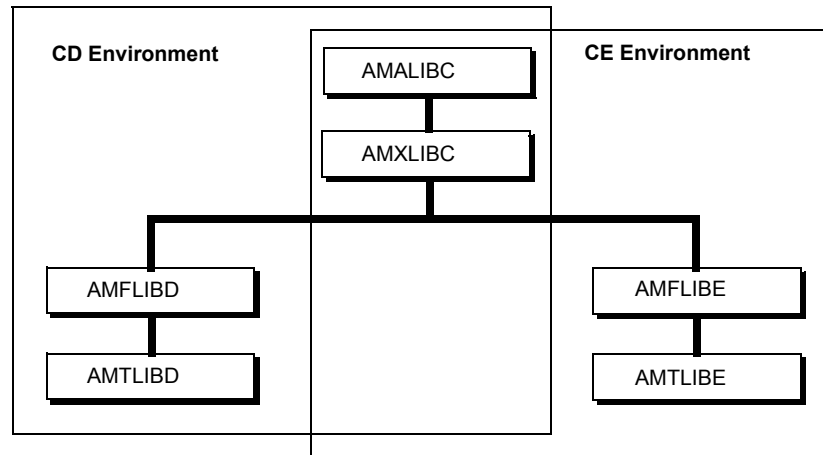 CD Environment
CE Environment
AMALIBC
AMXLIBC
AMFLIBD
AMFLIBE
AMTLIBD
AMTLIBE